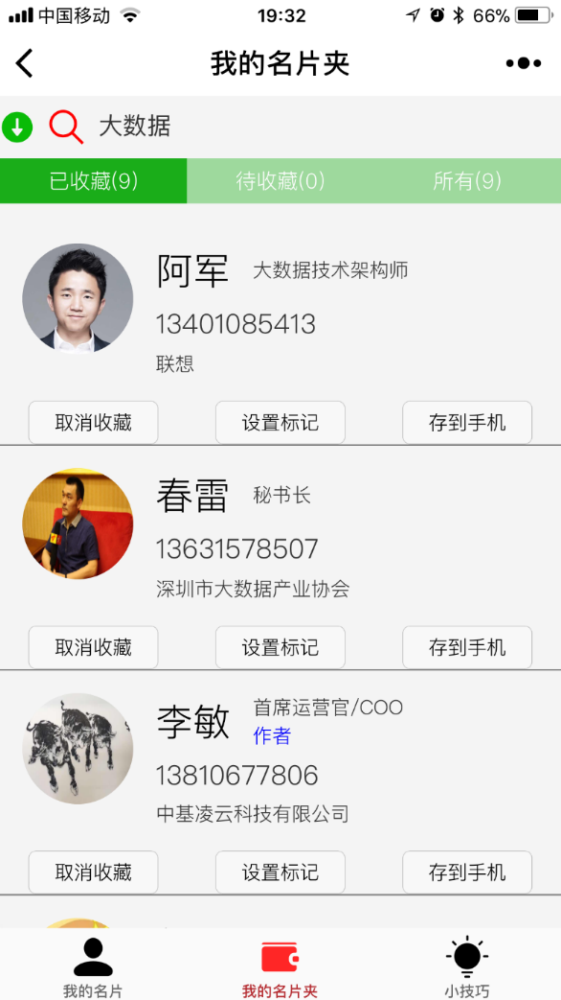 中国移动 19:32 66%
我的名片夹
大数据
已收藏(9) 待收藏(0) 所有(9)
阿军 大数据技术架构师
13401085413
联想
取消收藏 设置标记 存到手机
春雷 秘书长
13631578507
深圳市大数据产业协会
取消收藏 设置标记 存到手机
李敏 首席运营官/COO
作者
13810677806
中基凌云科技有限公司
取消收藏 设置标记 存到手机
我的名片 我的名片夹 小技巧